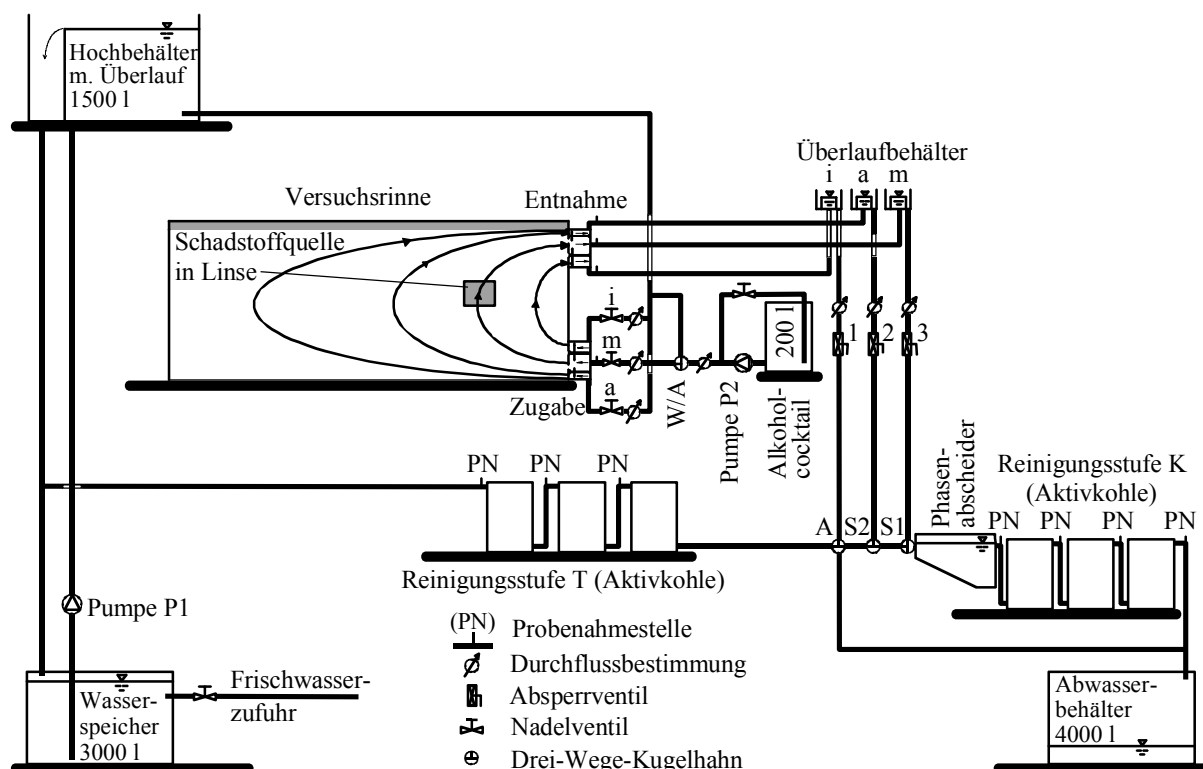 Hochbehälter
m. Überlauf
1500 l
Versuchsrinne
Entnahme
Überlaufbehälter
i a m
Schadstoffquelle
in Linse
i
m
a
Zugabe
W/A
Pumpe P2
200 l
Alkohol-
cocktail
1 2 3
PN PN PN
A S2 S1
Phasen-
abscheider
Reinigungsstufe K
(Aktivkohle)
PN PN PN PN
Reinigungsstufe T (Aktivkohle)
Pumpe P1
(PN) Probenahmestelle
Durchflussbestimmung
Absperrventil
Nadelventil
Drei-Wege-Kugelhahn
Wasser-
speicher
3000 l
Frischwasser-
zufuhr
Abwasser-
behälter
4000 l